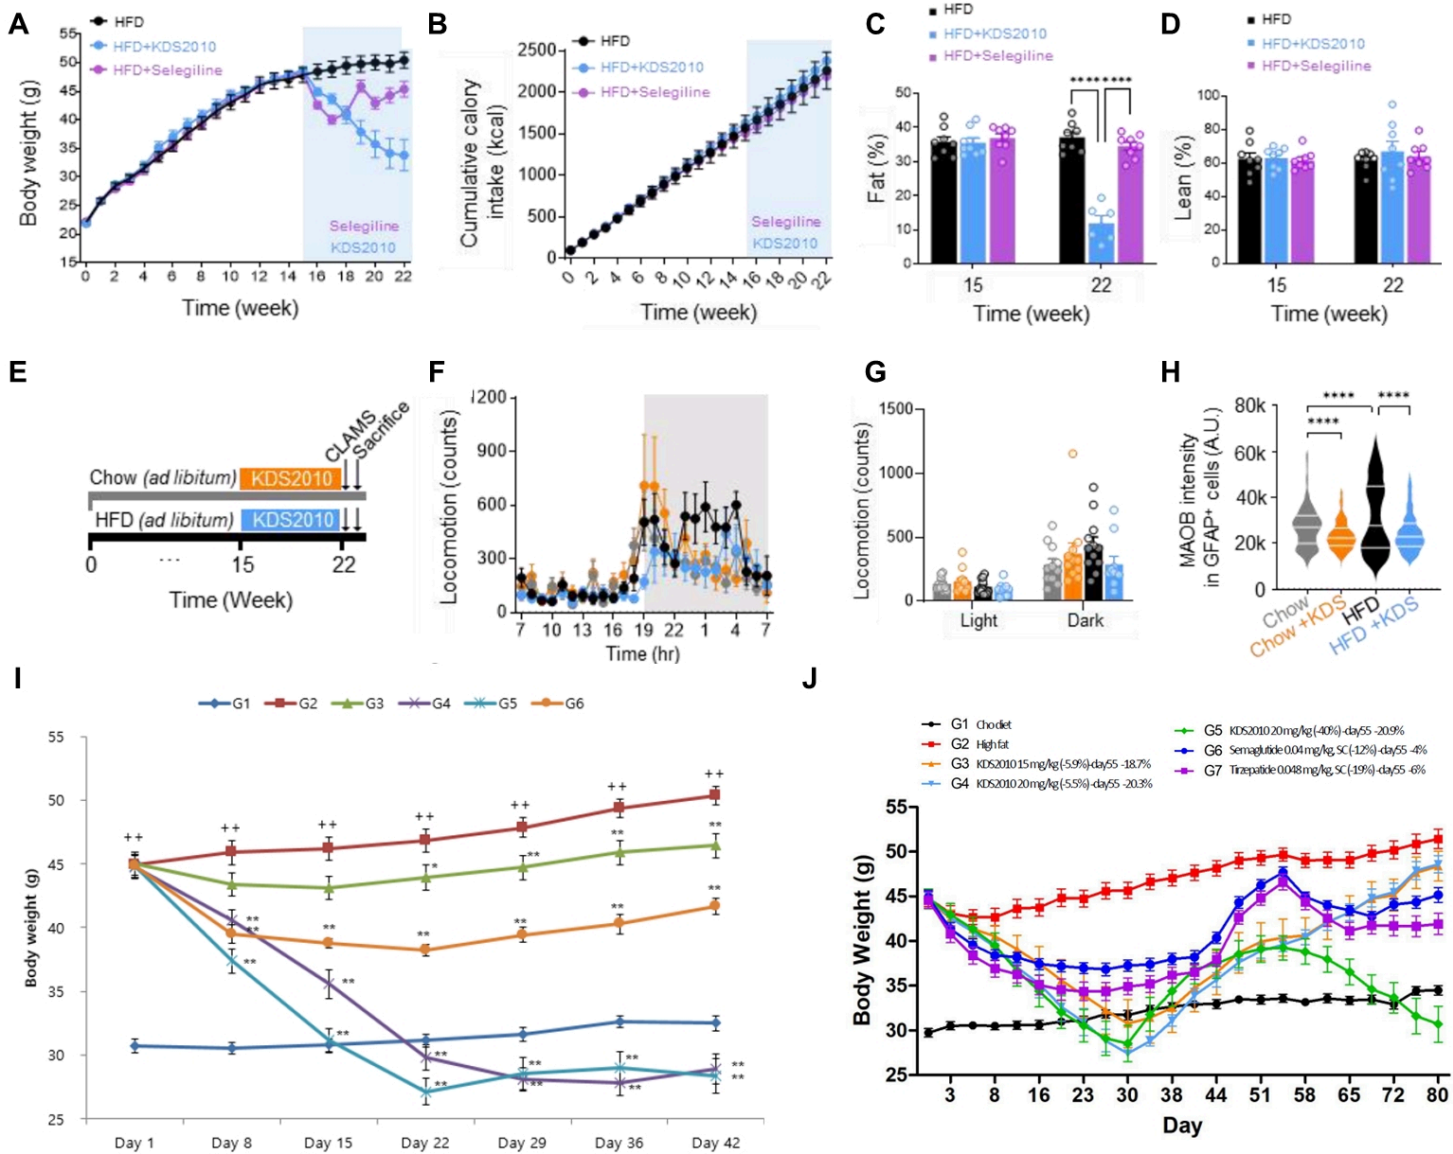 A
HFD
HFD+KDS2010
HFD+Selegiline
Body weight (g)
55
50
45
40
35
30
25
20
15
Selegiline
KDS2010
0 2 4 6 8 10 12 14 16 18 20 22
Time (week)
B
HFD
HFD+KDS2010
HFD+Selegiline
Cumulative calory
intake (kcal)
2500
2000
1500
1000
500
0
Selegiline
KDS2010
0 2 4 6 8 10 12 14 16 18 20 22
Time (week)
C
HFD
HFD+KDS2010
HFD+Selegiline
Fat (%)
50
40
30
20
10
0
**** ****
15 22
Time (week)
D
HFD
HFD+KDS2010
HFD+Selegiline
Lean (%)
100
80
60
40
20
0
15 22
Time (week)
E
CLAMS
Sacrifice
Chow (ad libitum) KDS2010
HFD (ad libitum) KDS2010
0 ... 15 22
Time (Week)
F
Locomotion (counts)
1200
900
600
300
0
7 10 13 16 19 22 1 4 7
Time (hr)
G
Locomotion (counts)
1500
1000
500
0
Light Dark
H
MAOB intensity
in GFAP+ cells (A.U.)
80k
60k
40k
20k
0
**** ****
****
Chow
Chow +KDS
HFD
HFD +KDS
I
G1 G2 G3 G4 G5 G6
Body weight (g)
55
50
45
40
35
30
25
++ ++ ++ ++ ++ ++ ++
* ** ** **
** ** ** ** ** **
** ** ** ** ** **
** ** ** ** ** **
Day 1 Day 8 Day 15 Day 22 Day 29 Day 36 Day 42
J
G1 Cho diet
G2 High fat
G3 KDS2010 15 mg/kg (-5.9%) -day55 -18.7%
G4 KDS2010 20 mg/kg (-5.5%) -day55 -20.3%
G5 KDS2010 20 mg/kg (-40%) -day55 -20.9%
G6 Semaglutide 0.04 mg/kg, SC (-12%) -day55 -4%
G7 Tirzepatide 0.048 mg/kg, SC (-19%) -day55 -6%
Body Weight (g)
55
50
45
40
35
30
25
3 8 16 23 30 38 44 51 58 65 72 80
Day